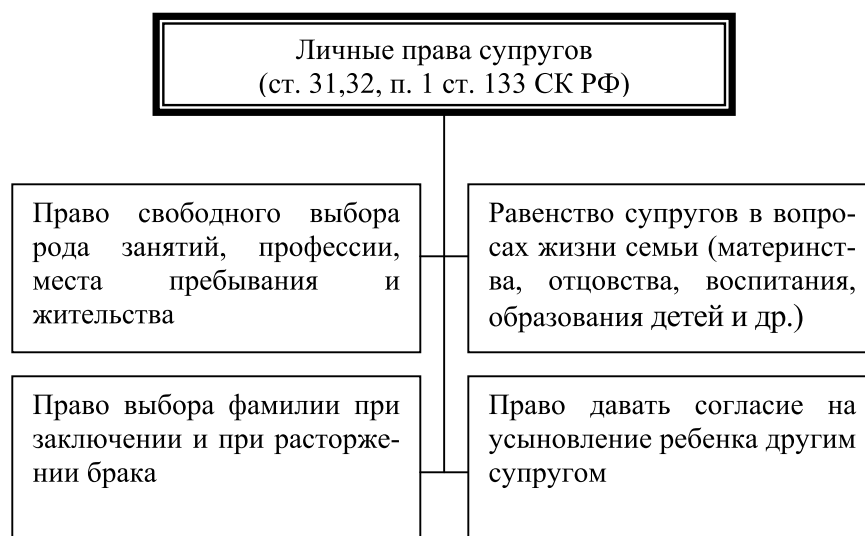 Личные права супругов
(ст. 31,32, п. 1 ст. 133 СК РФ)
Право свободного выбора
рода занятий, профессии,
места пребывания и
жительства
Равенство супругов в вопро-
сах жизни семьи (материнст-
ва, отцовства, воспитания,
образования детей и др.)
Право выбора фамилии при
заключении и при расторже-
нии брака
Право давать согласие на
усыновление ребенка другим
супругом